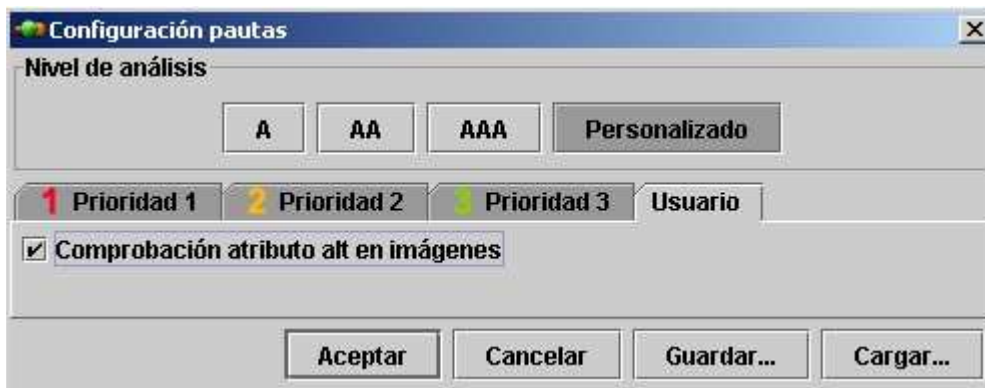 Configuración pautas
Nivel de análisis
A AA AAA Personalizado
1 Prioridad 1 2 Prioridad 2 3 Prioridad 3 Usuario
Comprobación atributo alt en imágenes
Aceptar Cancelar Guardar... Cargar...